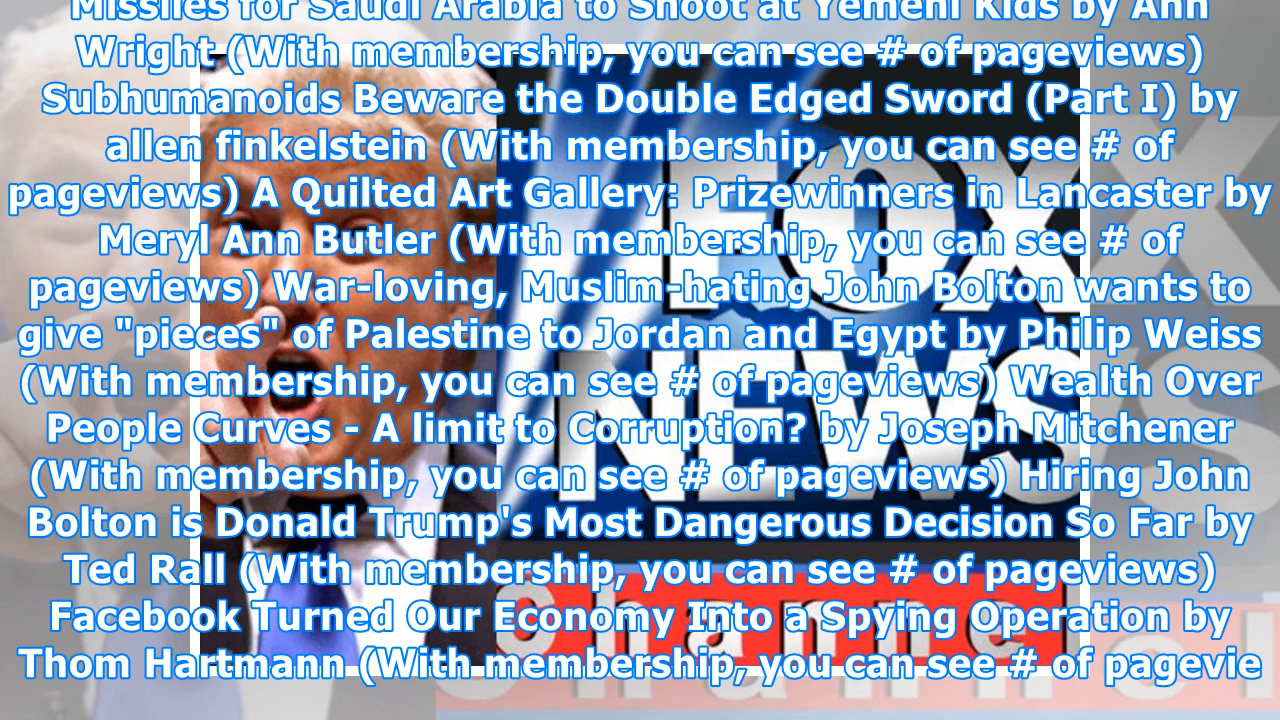 Missiles for Saudi Arabia to Shoot at Yemeni Kids by Ann
Wright (With membership, you can see # of pageviews)
Subhumanoids Beware the Double Edged Sword (Part I) by
allen finkelstein (With membership, you can see # of
pageviews) A Quilted Art Gallery: Prizewinners in Lancaster by
Meryl Ann Butler (With membership, you can see # of
pageviews) War-loving, Muslim-hating John Bolton wants to
give "pieces" of Palestine to Jordan and Egypt by Philip Weiss
(With membership, you can see # of pageviews) Wealth Over
People Curves - A limit to Corruption? by Joseph Mitchener
(With membership, you can see # of pageviews) Hiring John
Bolton is Donald Trump's Most Dangerous Decision So Far by
Ted Rall (With membership, you can see # of pageviews)
Facebook Turned Our Economy Into a Spying Operation by
Thom Hartmann (With membership, you can see # of pagevie
FOX
NEWS
Channel